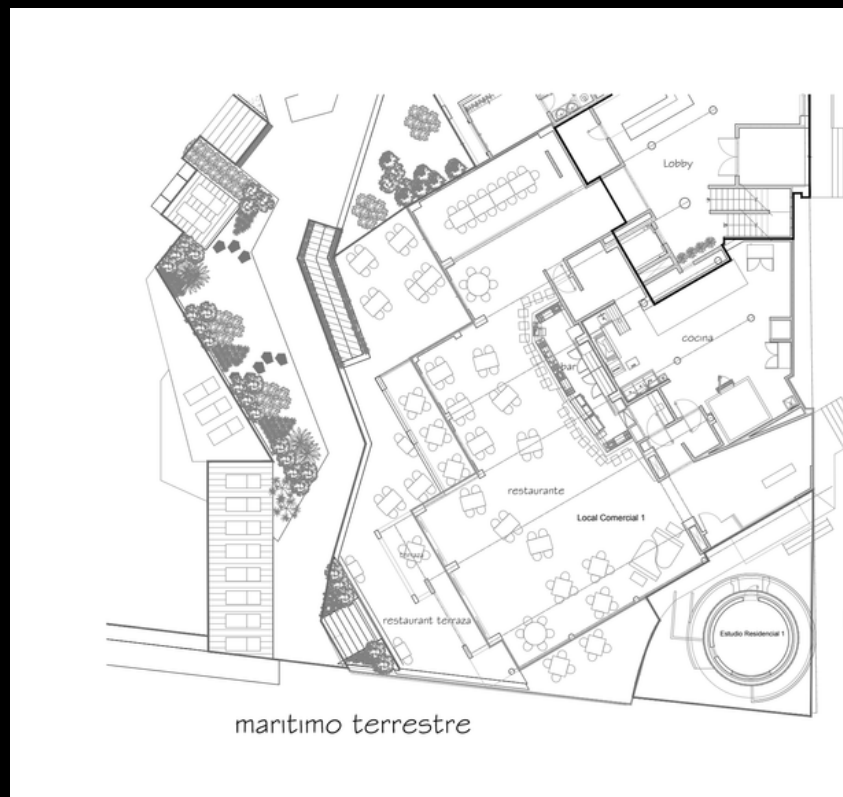 Lobby
cocina
bar
restaurante
Local Comercial 1
terraza
restaurant terraza
Estudio Residencial 1
maritimo terrestre